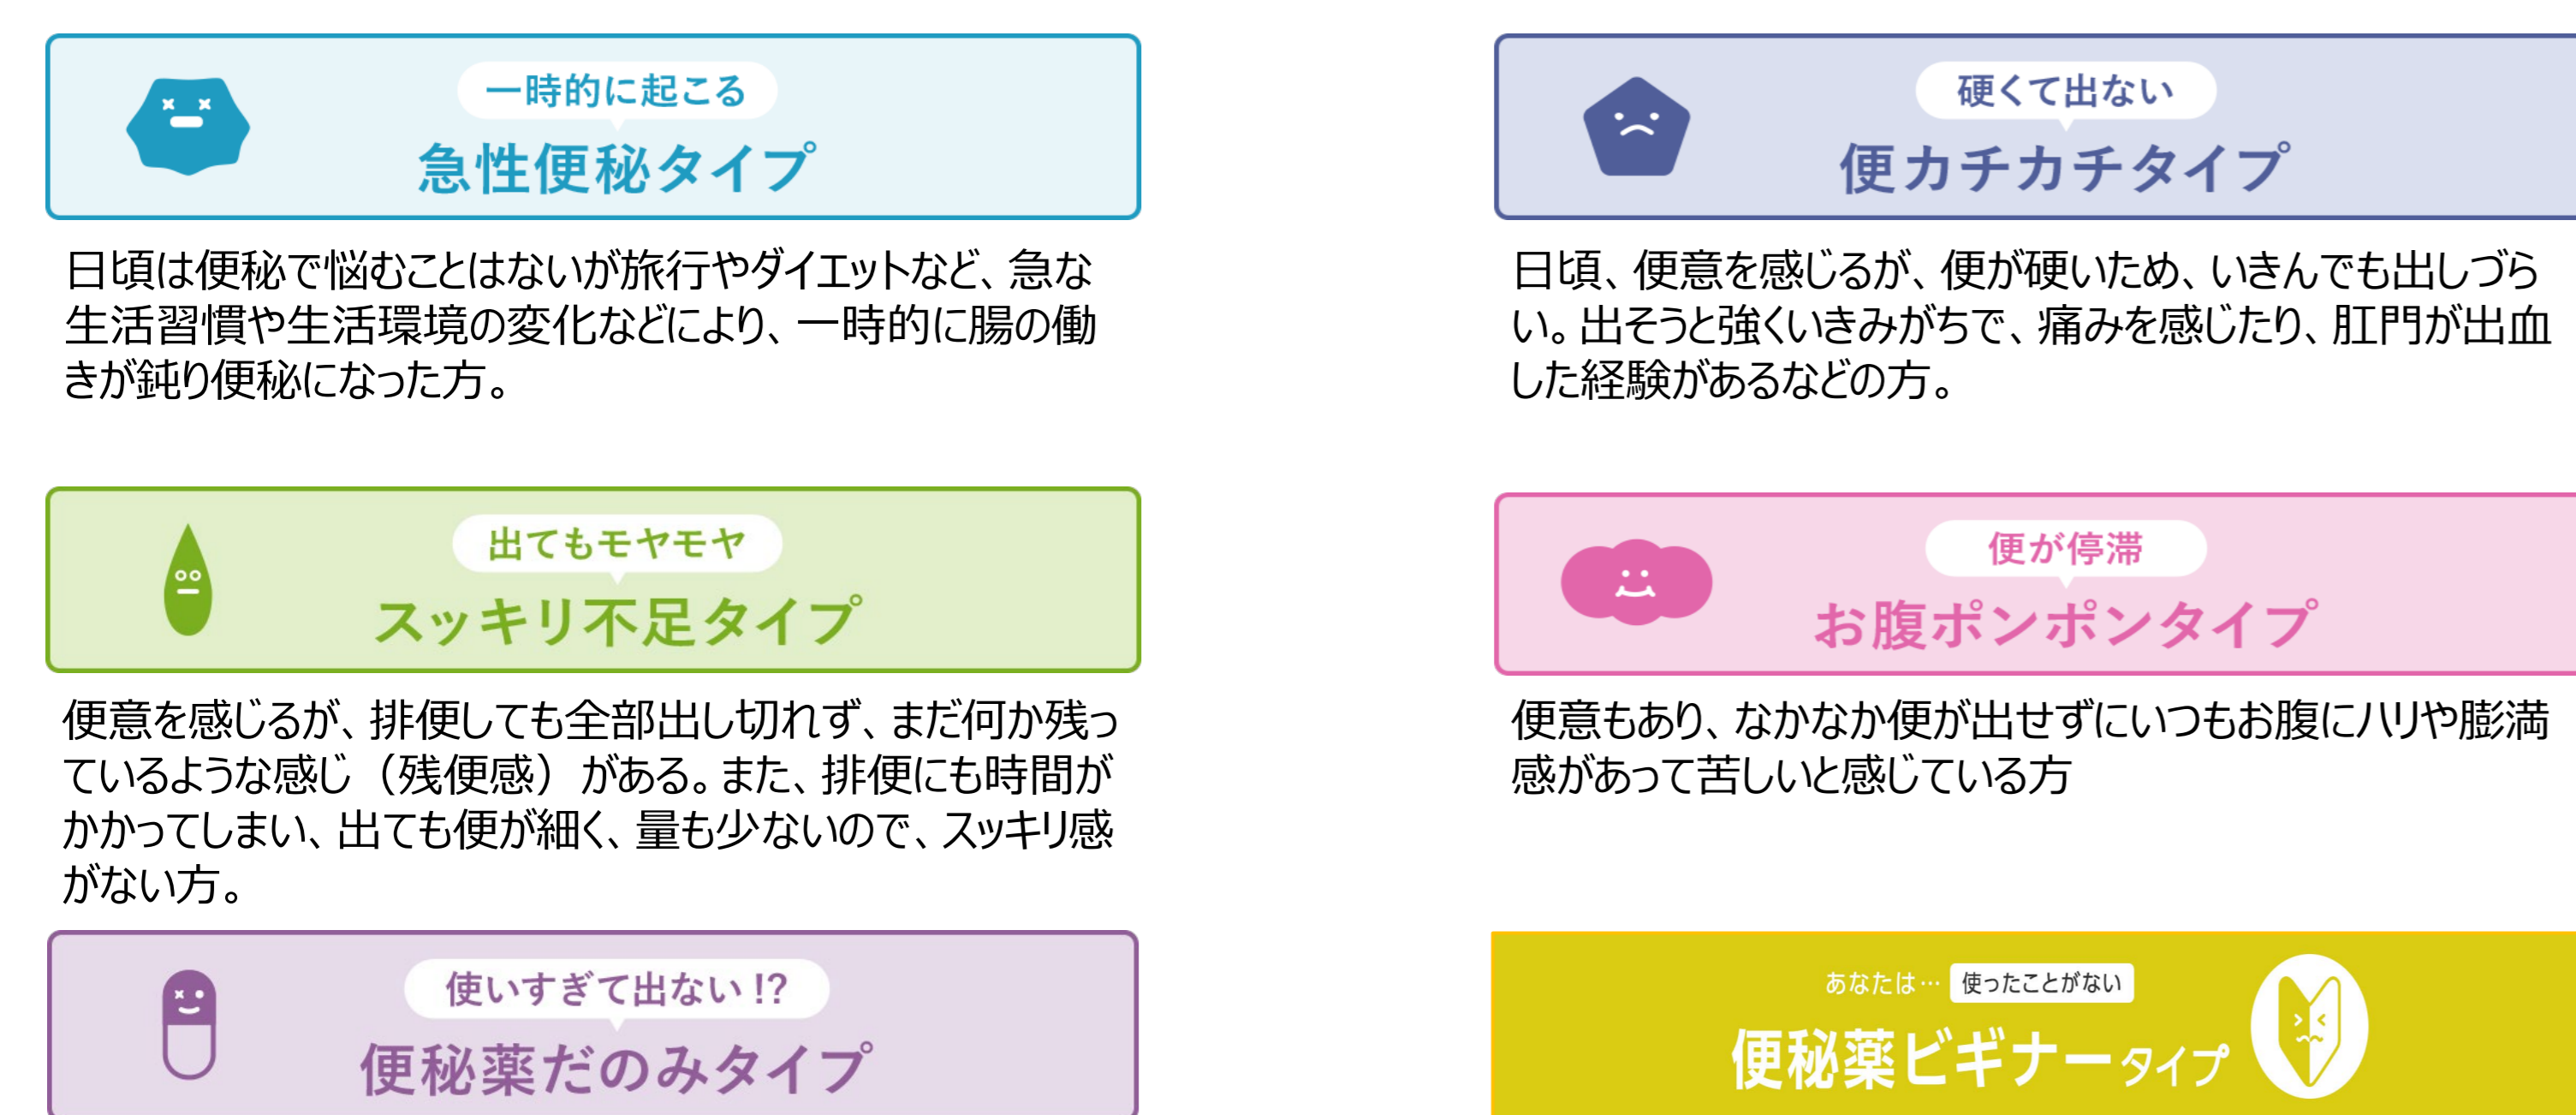 一時的に起こる
急性便秘タイプ
日頃は便秘で悩むことはないが旅行やダイエットなど、急な
生活習慣や生活環境の変化などにより、一時的に腸の働
きが鈍り便秘になった方。
硬くて出ない
便カチカチタイプ
日頃、便意を感じるが、便が硬いため、いきんでも出しづら
い。出そうと強くいきみがちで、痛みを感じたり、肛門が出血
した経験があるなどの方。
出てもモヤモヤ
スッキリ不足タイプ
便意を感じるが、排便しても全部出し切れず、まだ何か残っ
ているような感じ（残便感）がある。また、排便にも時間が
かかってしまい、出ても便が細く、量も少ないので、スッキリ感
がない方。
便が停滞
お腹ポンポンタイプ
便意もあり、なかなか便が出せずにいつもお腹にハリや膨満
感があって苦しいと感じている方
使いすぎて出ない!?
便秘薬だのみタイプ
あなたは… 使ったことがない
便秘薬ビギナータイプ